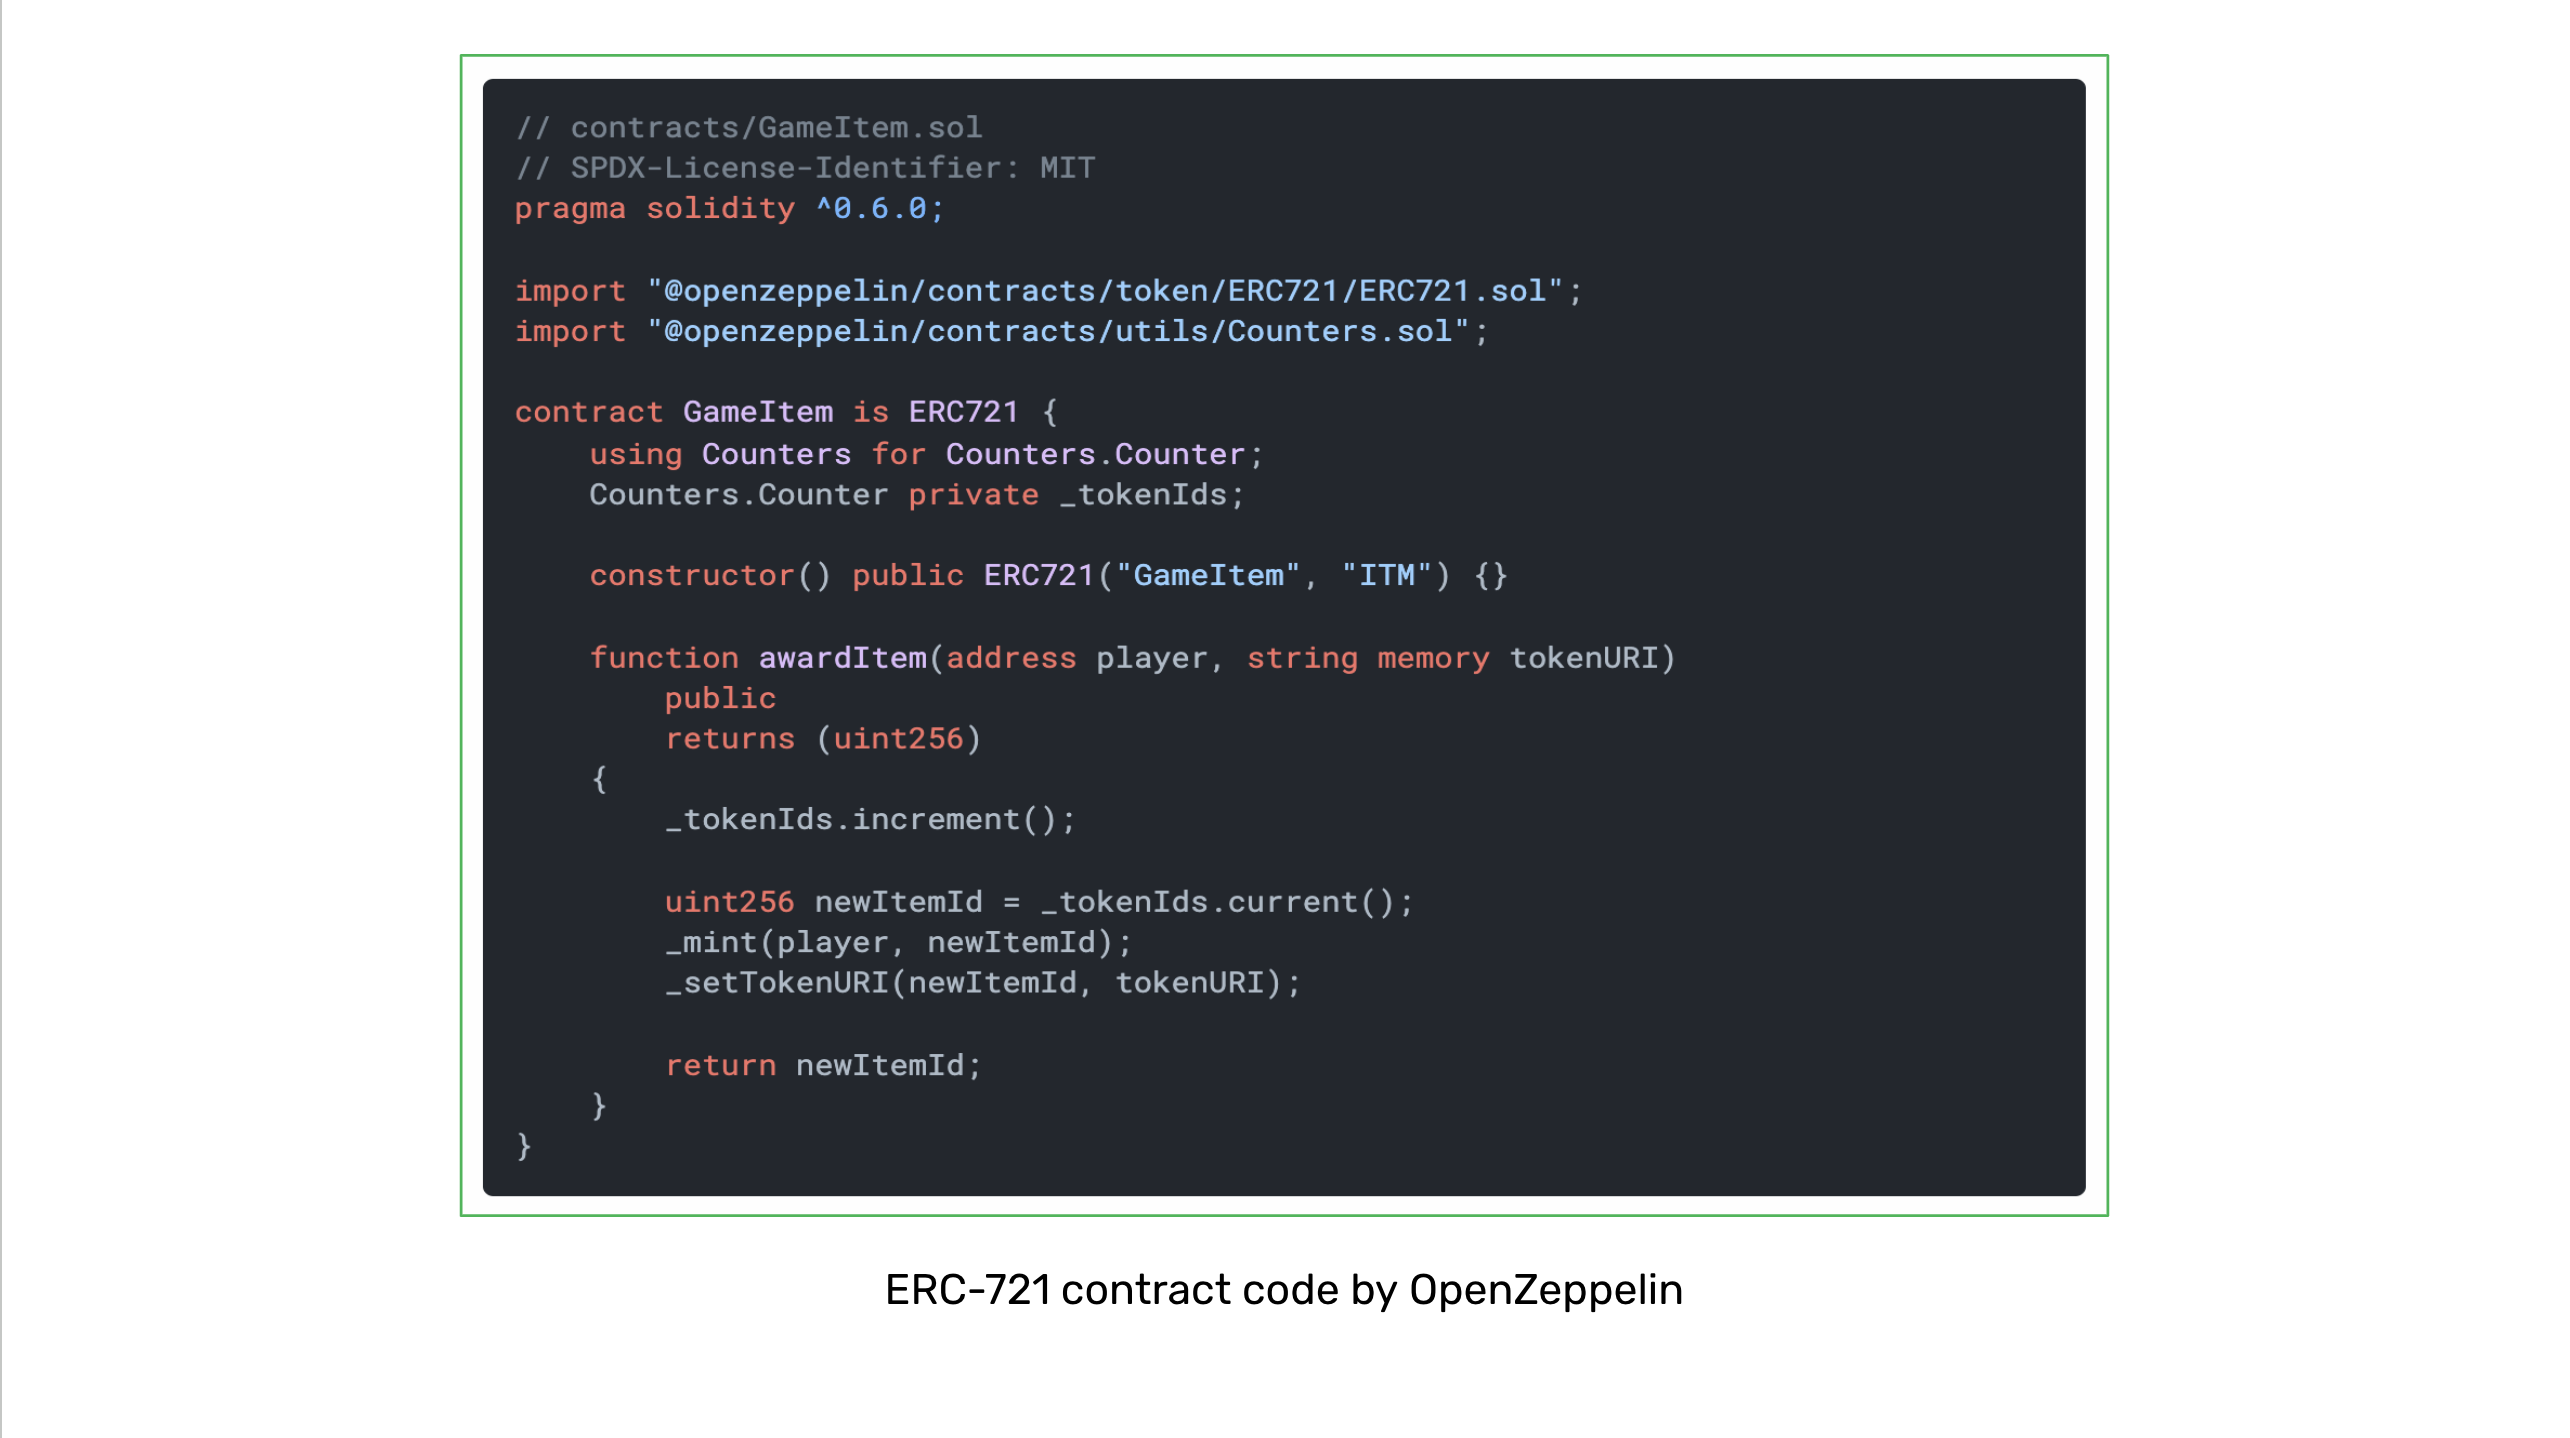 // contracts/GameItem.sol
// SPDX-License-Identifier: MIT
pragma solidity ^0.6.0;

import "@openzeppelin/contracts/token/ERC721/ERC721.sol";
import "@openzeppelin/contracts/utils/Counters.sol";

contract GameItem is ERC721 {
    using Counters for Counters.Counter;
    Counters.Counter private _tokenIds;

    constructor() public ERC721("GameItem", "ITM") {}

    function awardItem(address player, string memory tokenURI)
        public
        returns (uint256)
    {
        _tokenIds.increment();

        uint256 newItemId = _tokenIds.current();
        _mint(player, newItemId);
        _setTokenURI(newItemId, tokenURI);

        return newItemId;
    }
}
ERC-721 contract code by OpenZeppelin